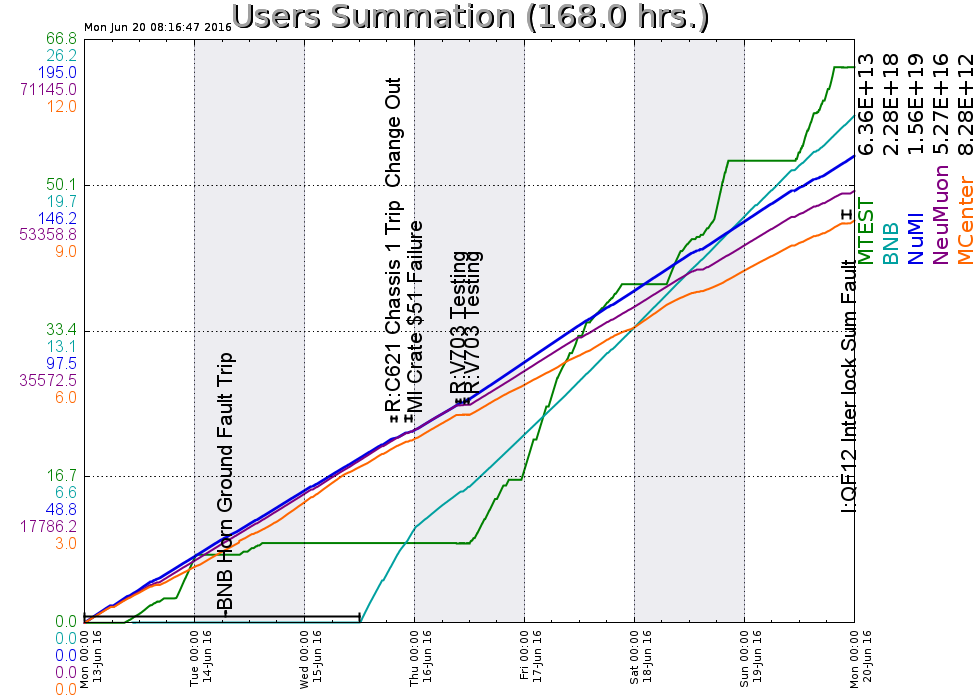 Users Summation (168.0 hrs.)
Mon Jun 20 08:16:47 2016
66.8
26.2
195.0
71145.0
12.0
50.1
19.7
146.2
53358.8
9.0
33.4
13.1
97.5
35572.5
6.0
16.7
6.6
48.8
17786.2
3.0
0.0
0.0
0.0
0.0
0.0
BNB Horn Ground Fault Trip
R:C621 Chassis 1 Trip Change Out
MI Crate $51 Failure
R:V703 Testing
R:V703 Testing
I:QF12 Inter lock Sum Fault
MTEST 6.36E+13
BNB 2.28E+18
NuMI 1.56E+19
NeuMuon 5.27E+16
MCenter 8.28E+12
Mon 00:00
13-Jun 16
Tue 00:00
14-Jun 16
Wed 00:00
15-Jun 16
Thu 00:00
16-Jun 16
Fri 00:00
17-Jun 16
Sat 00:00
18-Jun 16
Sun 00:00
19-Jun 16
Mon 00:00
20-Jun 16